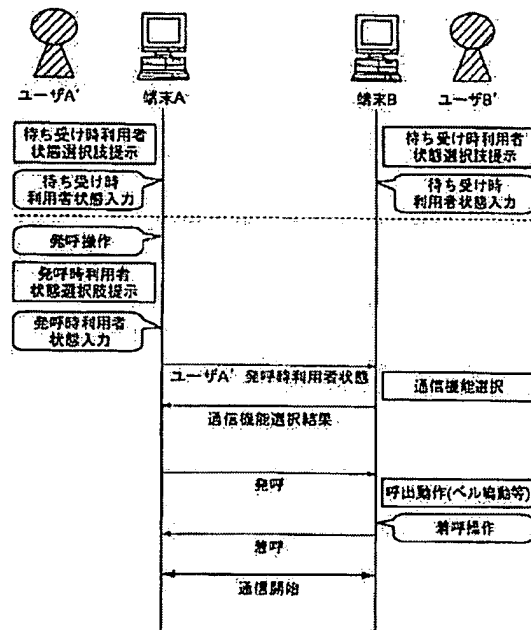 ユーザA'
端末A
端末B
ユーザB'
待ち受け時利用者
状態選択肢提示
待ち受け時利用者
状態選択肢提示
待ち受け時
利用者状態入力
待ち受け時
利用者状態入力
発呼操作
発呼時利用者
状態選択肢提示
発呼時利用者
状態入力
ユーザA' 発呼時利用者状態
通信機能選択
通信機能選択結果
発呼
呼出動作(ベル鳴動等)
着呼操作
着呼
通信開始